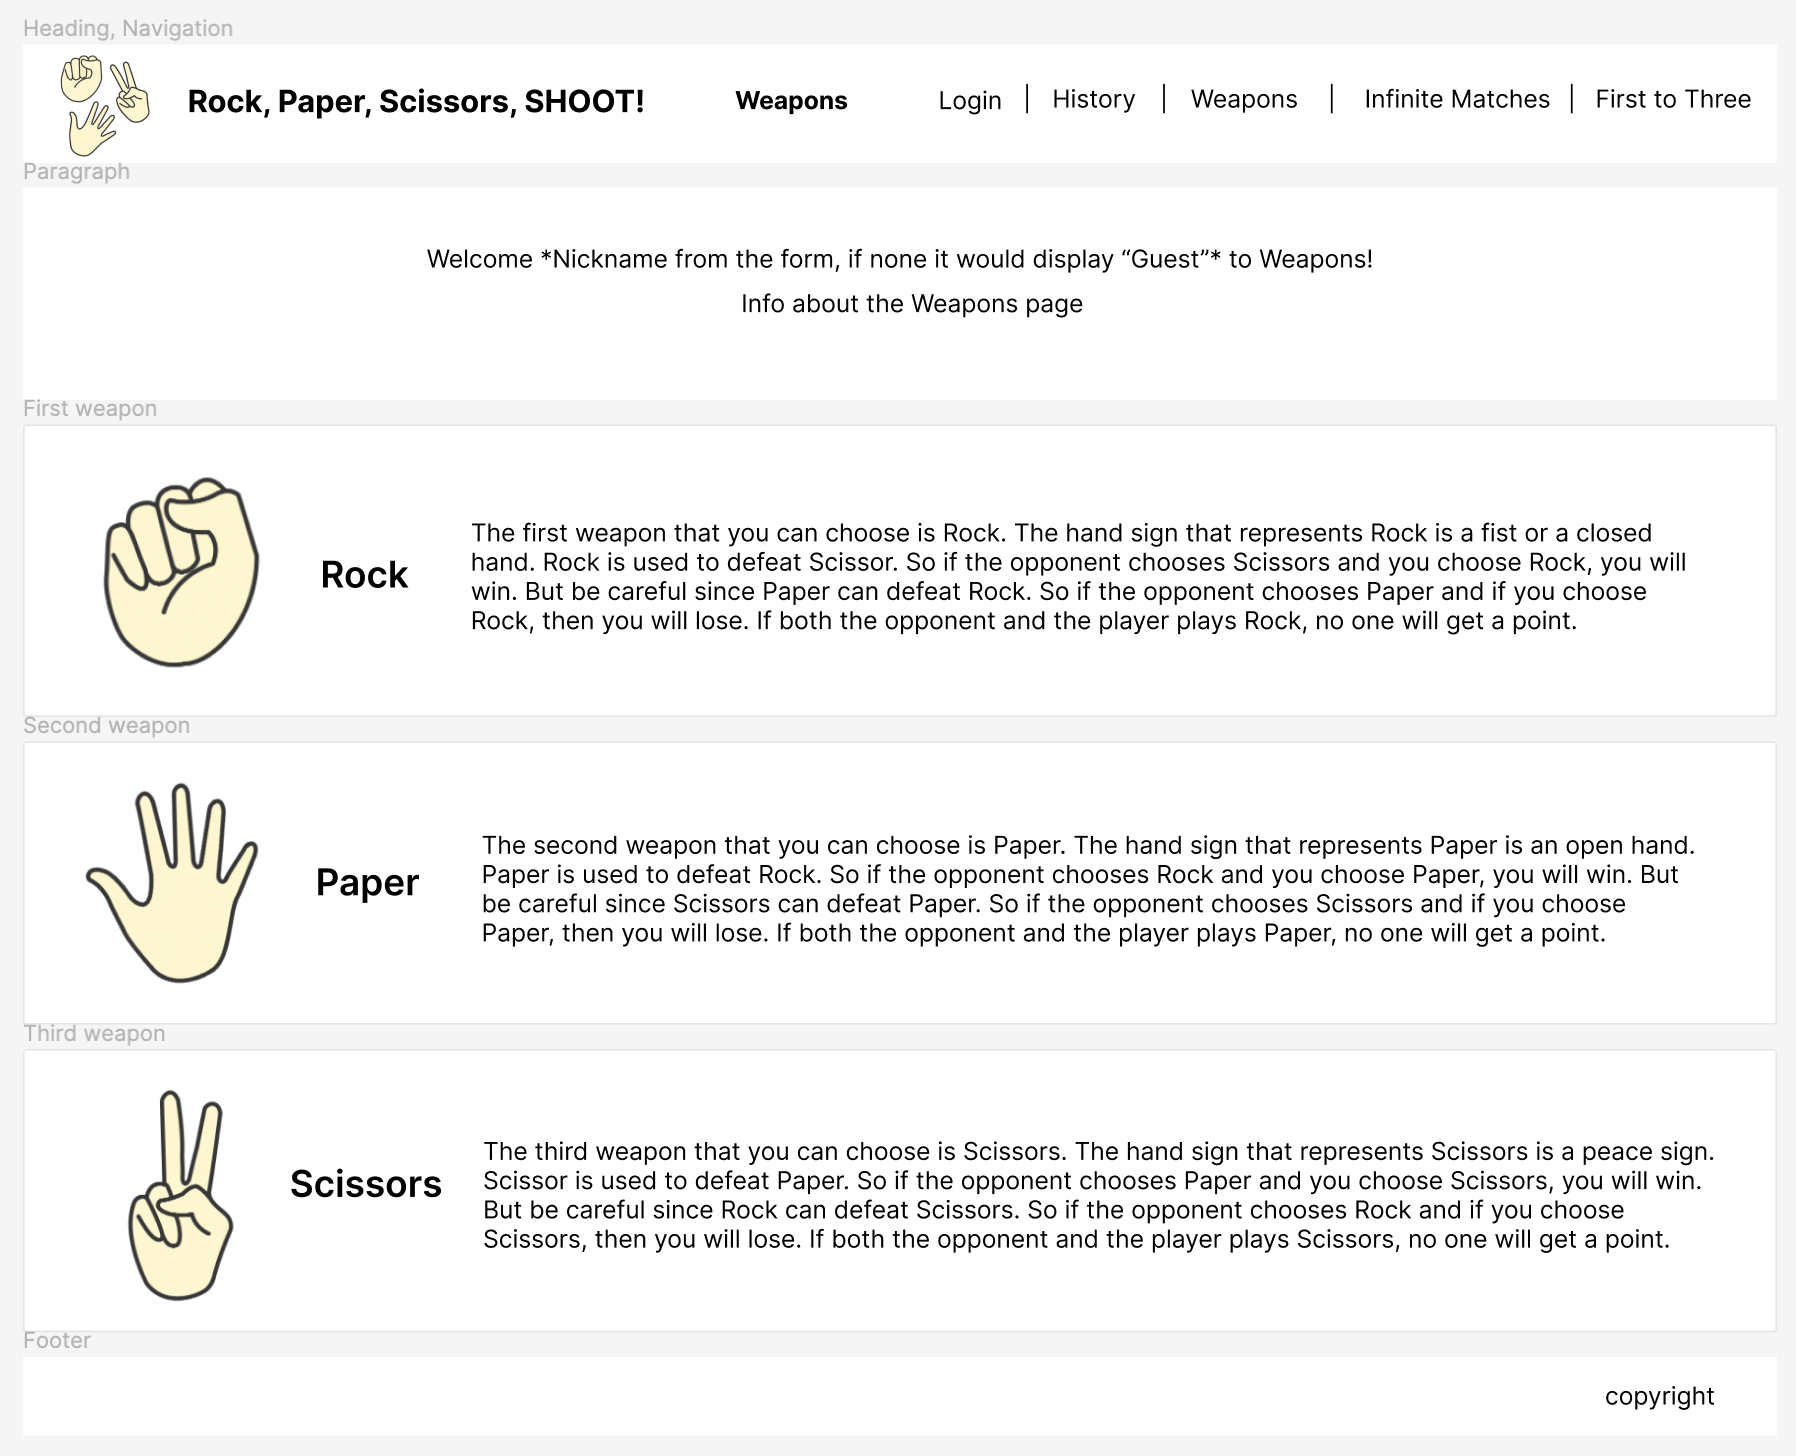 Heading, Navigation
Rock, Paper, Scissors, SHOOT! Weapons Login | History | Weapons | Infinite Matches | First to Three
Paragraph
Welcome *Nickname from the form, if none it would display “Guest”* to Weapons!
Info about the Weapons page
First weapon
Rock
The first weapon that you can choose is Rock. The hand sign that represents Rock is a fist or a closed
hand. Rock is used to defeat Scissor. So if the opponent chooses Scissors and you choose Rock, you will
win. But be careful since Paper can defeat Rock. So if the opponent chooses Paper and if you choose
Rock, then you will lose. If both the opponent and the player plays Rock, no one will get a point.
Second weapon
Paper
The second weapon that you can choose is Paper. The hand sign that represents Paper is an open hand.
Paper is used to defeat Rock. So if the opponent chooses Rock and you choose Paper, you will win. But
be careful since Scissors can defeat Paper. So if the opponent chooses Scissors and if you choose
Paper, then you will lose. If both the opponent and the player plays Paper, no one will get a point.
Third weapon
Scissors
The third weapon that you can choose is Scissors. The hand sign that represents Scissors is a peace sign.
Scissor is used to defeat Paper. So if the opponent chooses Paper and you choose Scissors, you will win.
But be careful since Rock can defeat Scissors. So if the opponent chooses Rock and if you choose
Scissors, then you will lose. If both the opponent and the player plays Scissors, no one will get a point.
Footer
copyright